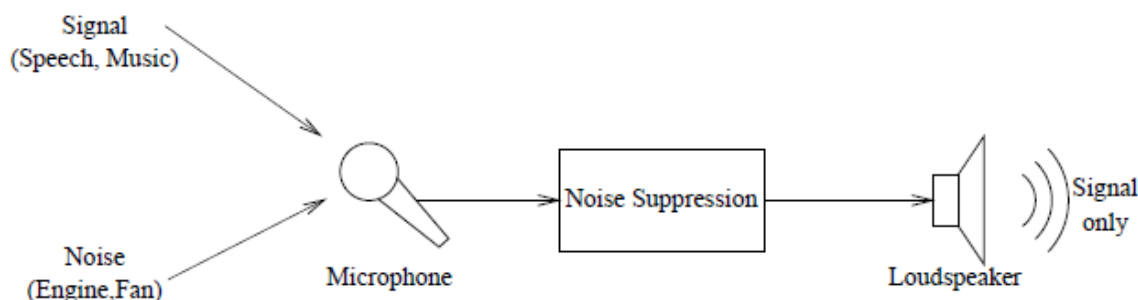 Signal
(Speech, Music)
Noise
(Engine,Fan)
Microphone
Noise Suppression
Loudspeaker
Signal
only